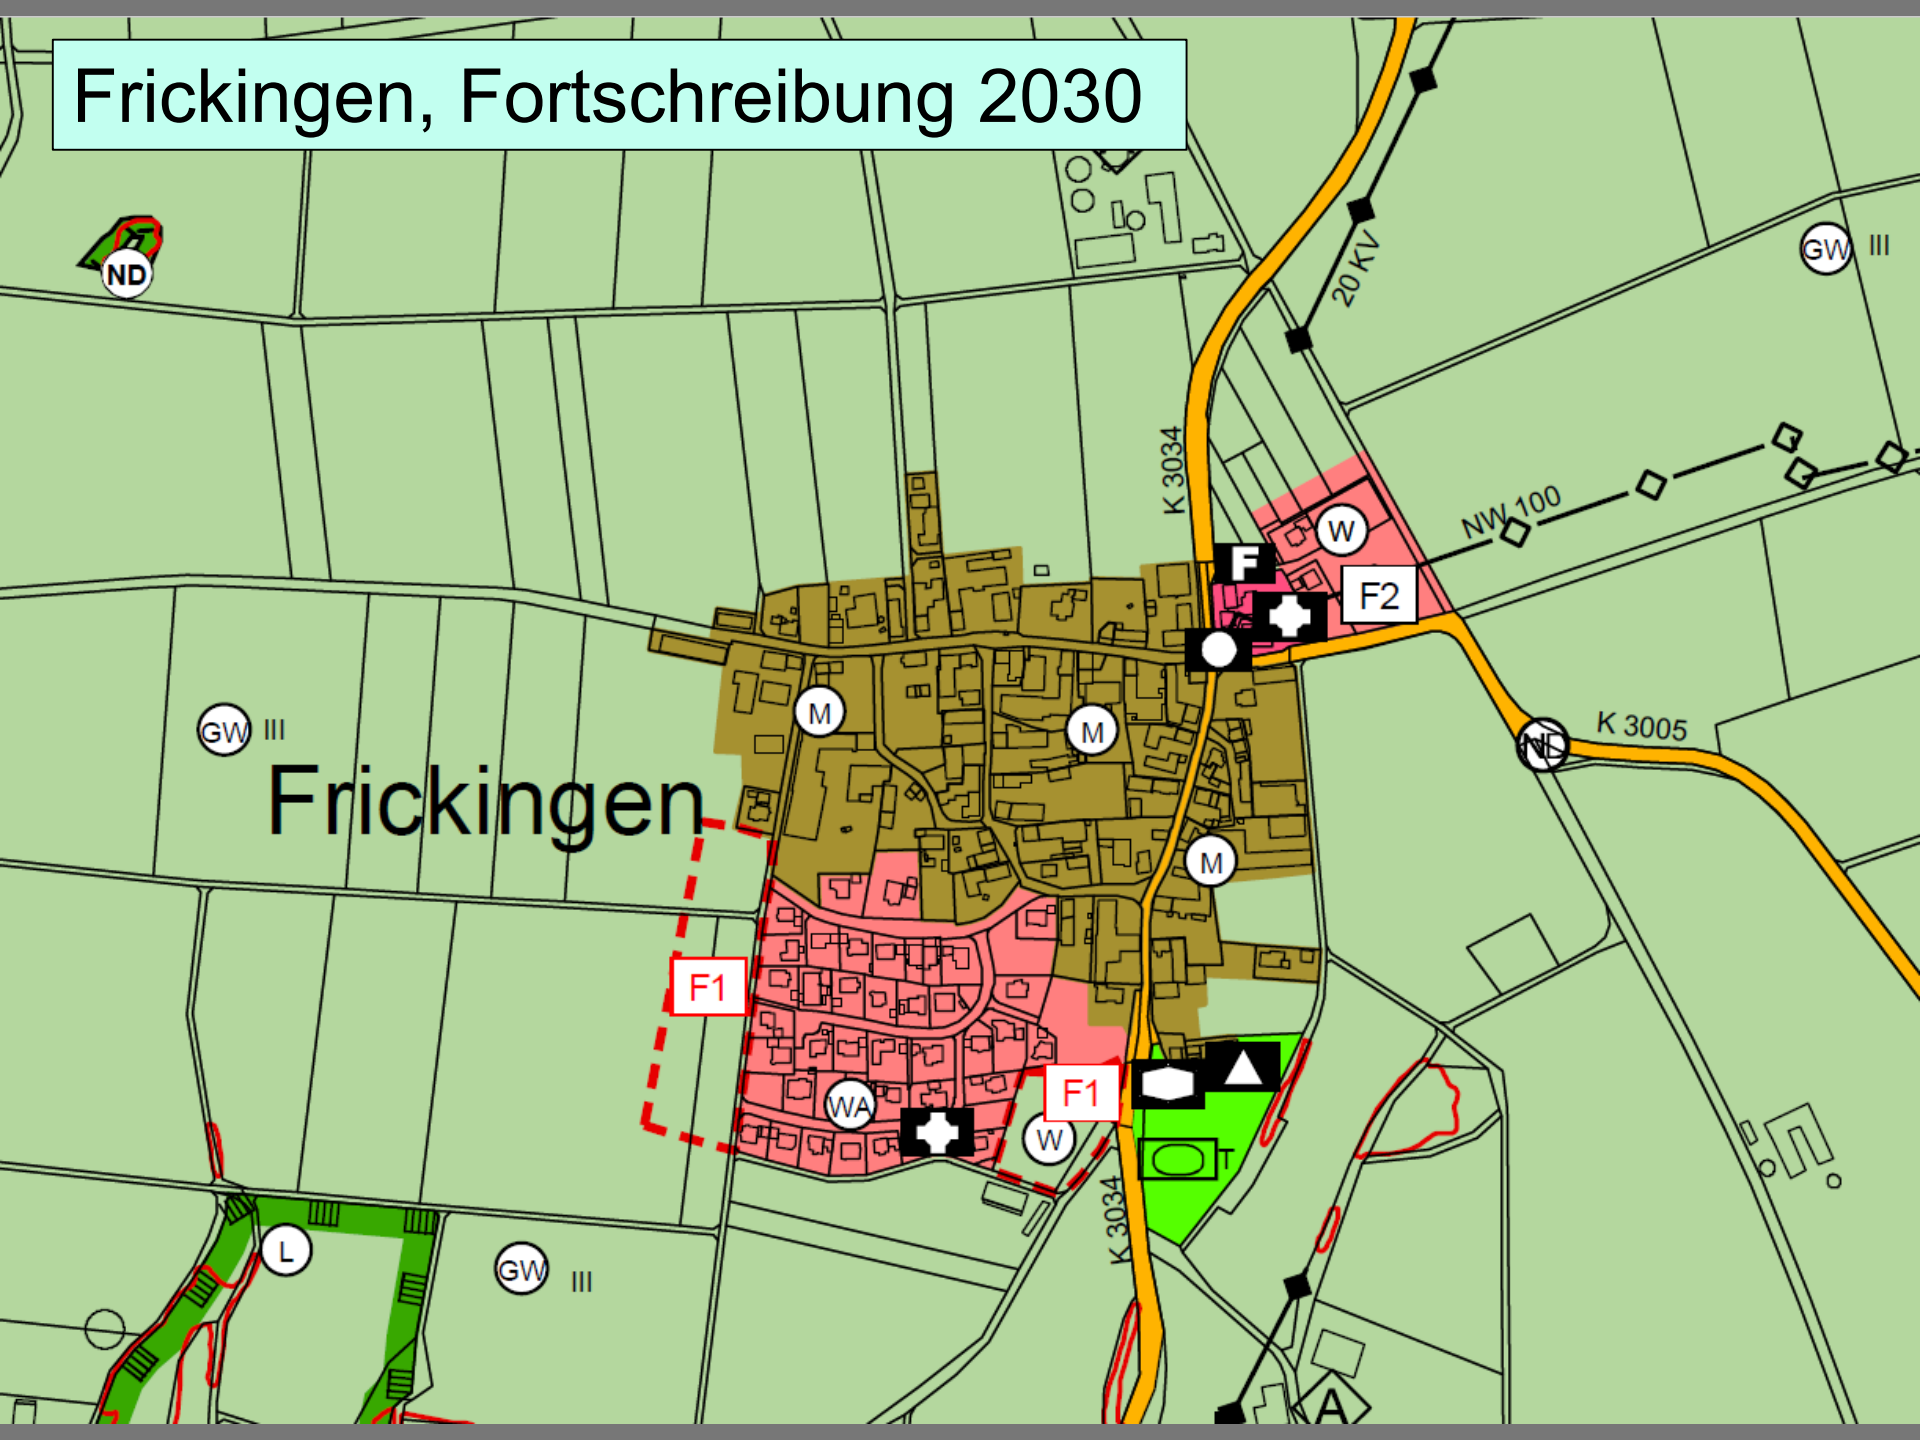 Frickingen, Fortschreibung 2030
ND
20 KV
GW III
K 3034
NW 100
W
F
F2
M
M
GW III
K 3005
ND
Frickingen
M
F1
F1
WA
W
T
K 3034
L
GW III
A